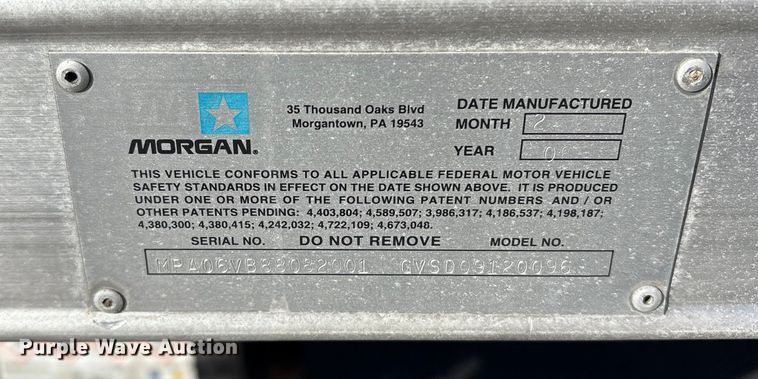 MORGAN.
35 Thousand Oaks Blvd
Morgantown, PA 19543
DATE MANUFACTURED
MONTH 2
YEAR 06
THIS VEHICLE CONFORMS TO ALL APPLICABLE FEDERAL MOTOR VEHICLE
SAFETY STANDARDS IN EFFECT ON THE DATE SHOWN ABOVE. IT IS PRODUCED
UNDER ONE OR MORE OF THE FOLLOWING PATENT NUMBERS AND / OR
OTHER PATENTS PENDING: 4,403,804; 4,589,507; 3,986,317; 4,186,537; 4,198,187;
4,380,300; 4,380,415; 4,242,032; 4,722,109; 4,673,048.
SERIAL NO. DO NOT REMOVE MODEL NO.
GVSD09120096
Purple Wave Auction